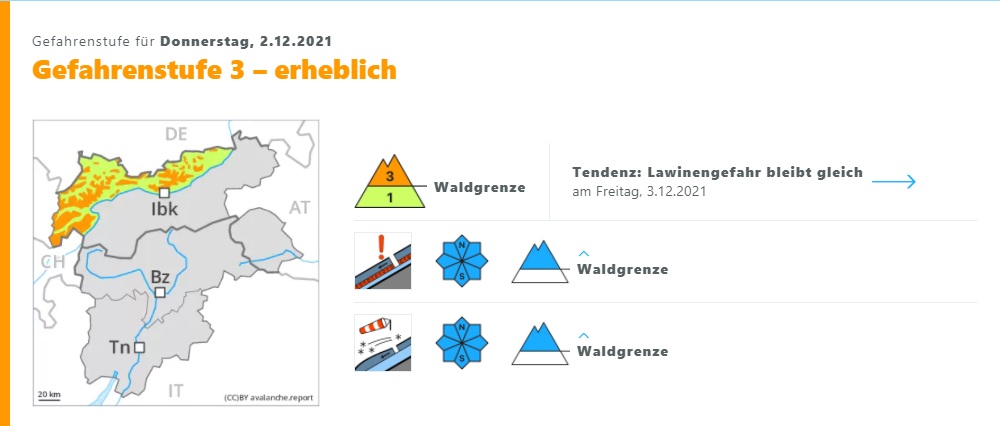 Gefahrenstufe für Donnerstag, 2.12.2021
Gefahrenstufe 3 – erheblich
DE
Ibk
AT
CH
Bz
Tn
IT
20 km
(CC)BY avalanche.report
3
1
Waldgrenze
Tendenz: Lawinengefahr bleibt gleich
am Freitag, 3.12.2021
N
S
Waldgrenze
N
S
Waldgrenze